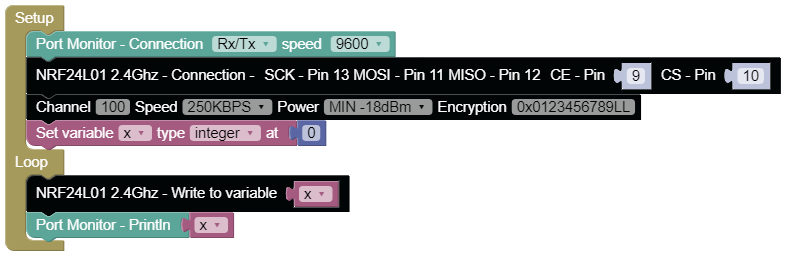 Setup
Port Monitor - Connection Rx/Tx speed 9600
NRF24L01 2.4Ghz - Connection - SCK - Pin 13 MOSI - Pin 11 MISO - Pin 12 CE - Pin 9 CS - Pin 10
Channel 100 Speed 250KBPS Power MIN -18dBm Encryption 0x0123456789LL
Set variable x type integer at 0
Loop
NRF24L01 2.4Ghz - Write to variable x
Port Monitor - Println x